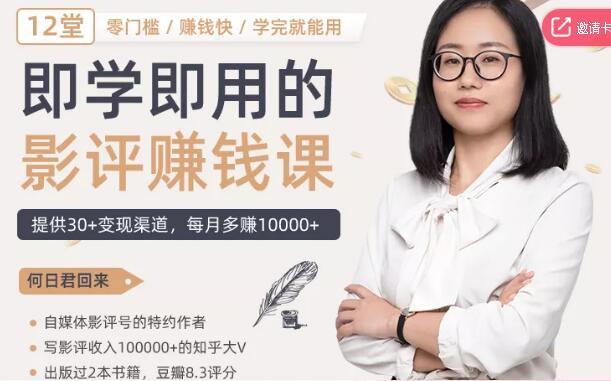 12堂 零门槛 / 赚钱快 / 学完就能用
邀请卡
即学即用的
影评赚钱课
提供30+变现渠道，每月多赚10000+
何日君回来
自媒体影评号的特约作者
写影评收入100000+的知乎大V
出版过2本书籍，豆瓣8.3评分